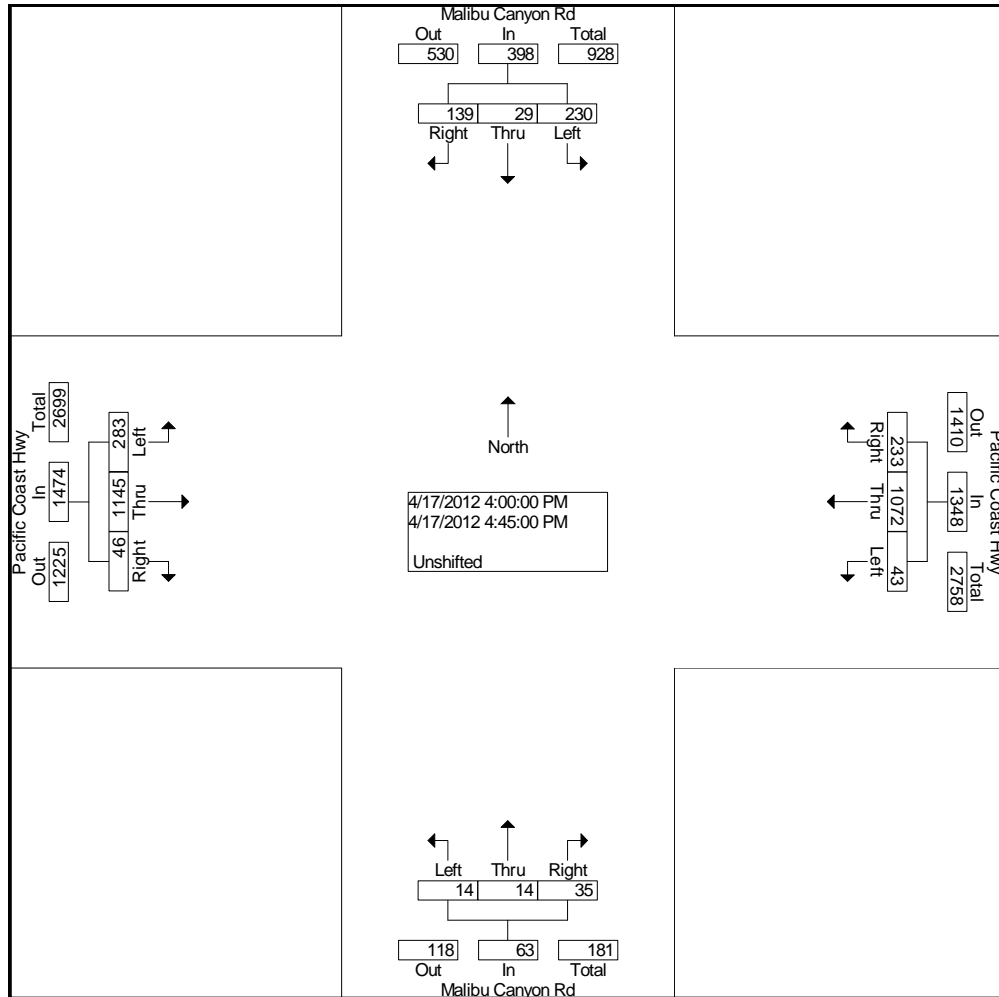 Malibu Canyon Rd
Out In Total
530 398 928
139 29 230
Right Thru Left
Pacific Coast Hwy
Total In Out
2699 1474 1225
283 1145 46
Left Thru Right
North
4/17/2012 4:00:00 PM
4/17/2012 4:45:00 PM
Unshifted
Right Thru Left
233 1072 43
1410 1348 2758
Out In Total
Pacific Coast Hwy
Left Thru Right
14 14 35
118 63 181
Out In Total
Malibu Canyon Rd